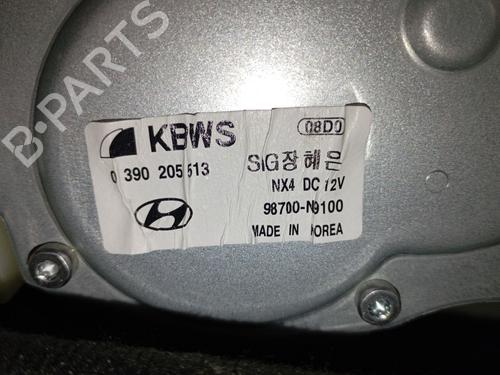 B-PARTS
KBWS
08D0
0 390 205 513
SIG장혜은
NX4 DC 12V
98700-N9100
MADE IN KOREA